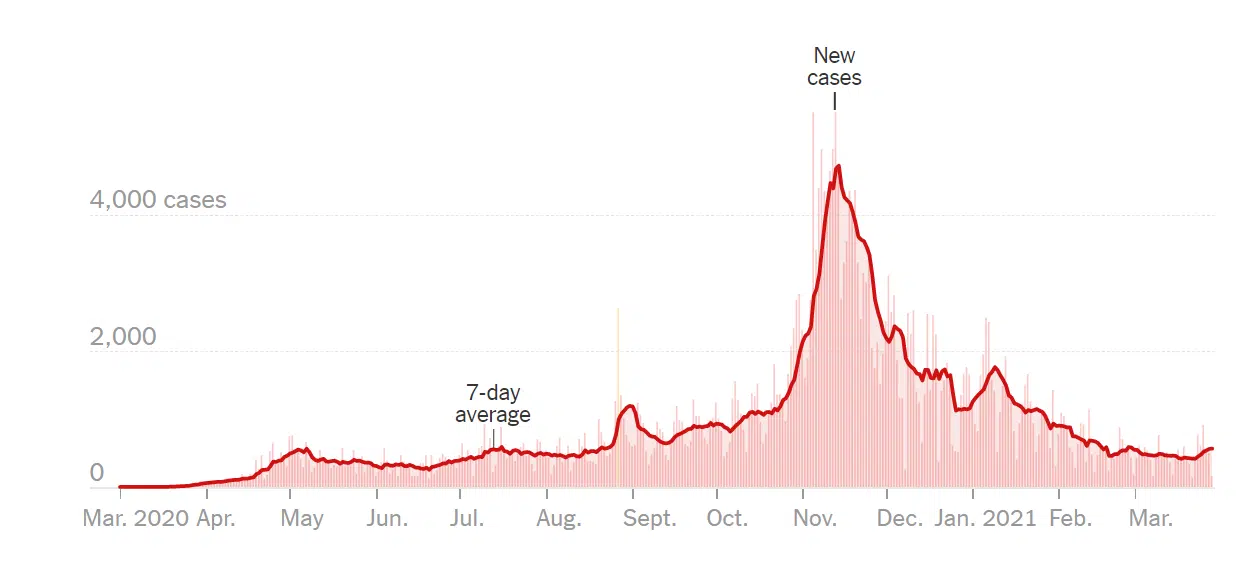 New
cases
4,000 cases
2,000
7-day
average
0
Mar. 2020 Apr. May Jun. Jul. Aug. Sept. Oct. Nov. Dec. Jan. 2021 Feb. Mar.